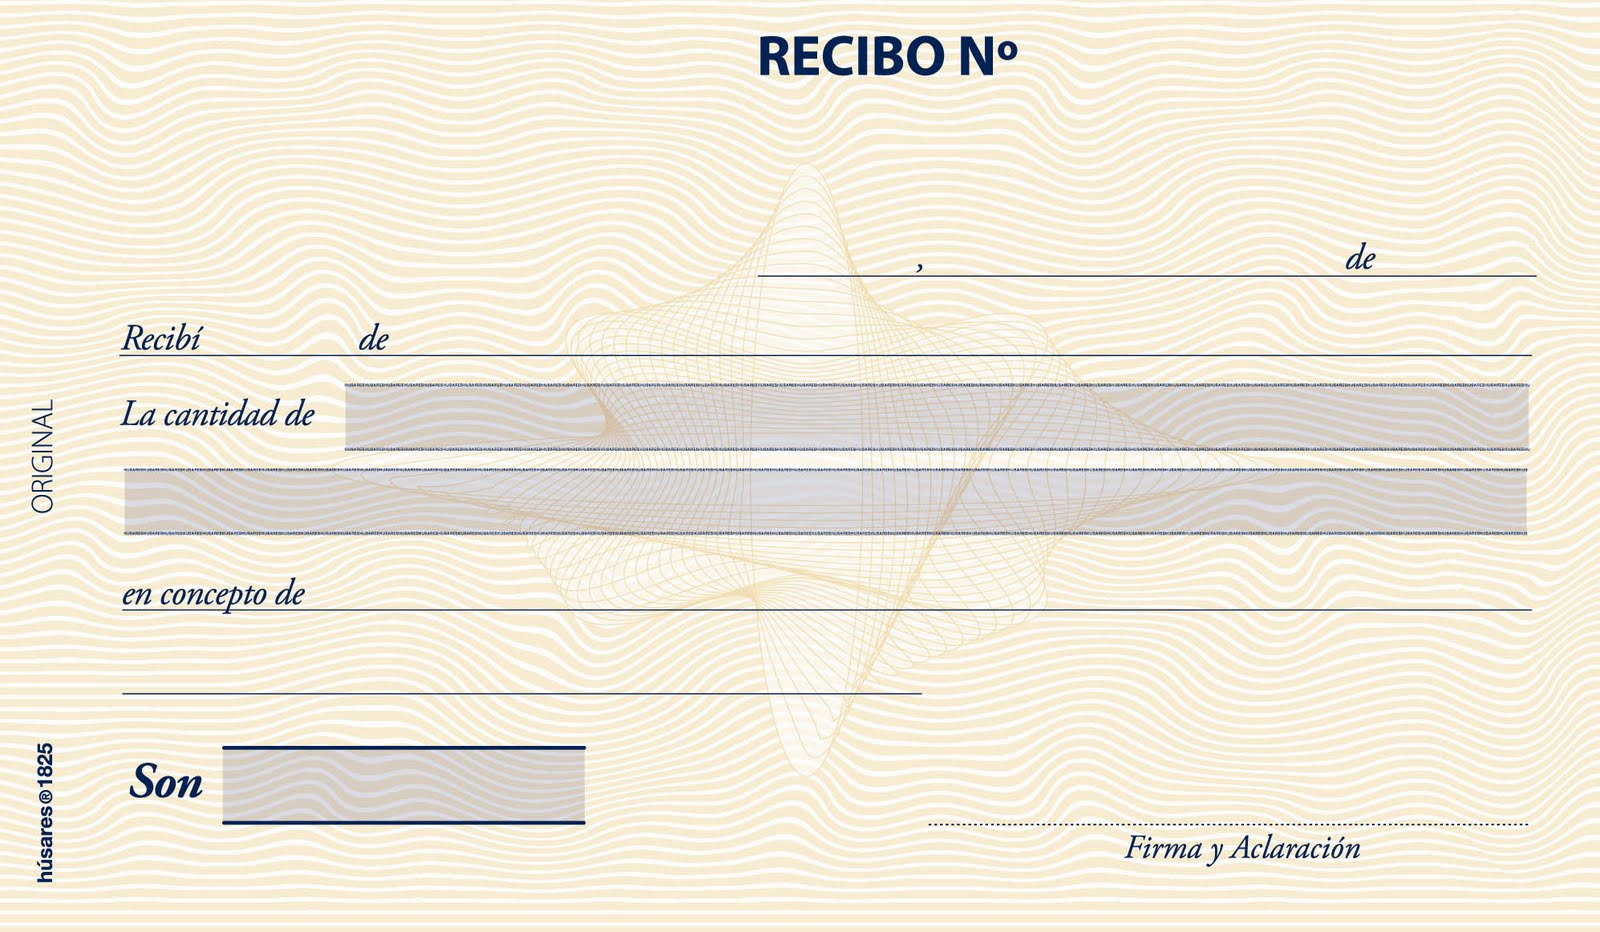 RECIBO Nº
, de
Recibí de
La cantidad de
en concepto de
Son
Firma y Aclaración
ORIGINAL
húsares®1825